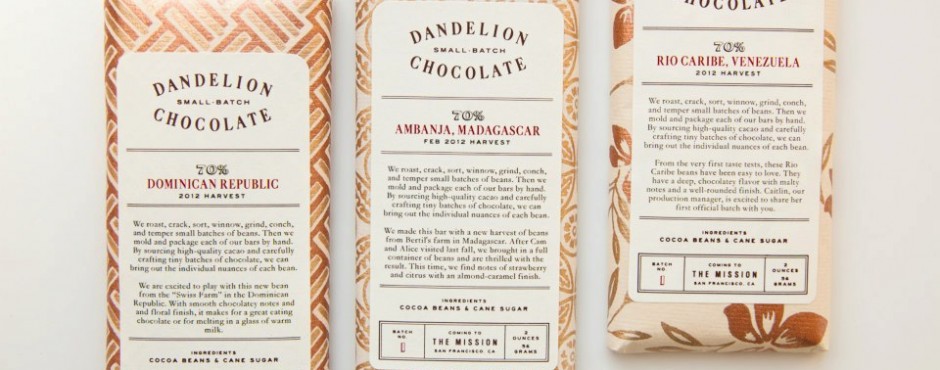 DANDELION
SMALL-BATCH
CHOCOLATE
70%
DOMINICAN REPUBLIC
2012 HARVEST
We roast, crack, sort, winnow, grind, conch,
and temper small batches of beans. Then we
mold and package each of our bars by hand.
By sourcing high-quality cacao and carefully
crafting tiny batches of chocolate, we can
bring out the individual nuances of each bean.
We are excited to play with this new bean
from the "Swiss Farm" in the Dominican
Republic. With smooth chocolatey notes and
and floral finish, it makes for a great eating
chocolate or for melting in a glass of warm
milk.
INGREDIENTS
COCOA BEANS & CANE SUGAR
DANDELION
SMALL-BATCH
CHOCOLATE
70%
AMBANJA, MADAGASCAR
FEB 2012 HARVEST
We roast, crack, sort, winnow, grind, conch,
and temper small batches of beans. Then we
mold and package each of our bars by hand.
By sourcing high-quality cacao and carefully
crafting tiny batches of chocolate, we can
bring out the individual nuances of each bean.
We made this bar with a new harvest of beans
from Bertil's farm in Madagascar. After Cam
and Alice visited last fall, we brought in a full
container of beans and are thrilled with the
result. This time, we find notes of strawberry
and citrus with an almond-caramel finish.
INGREDIENTS
COCOA BEANS & CANE SUGAR
BATCH
NO.
COMING TO
THE MISSION
SAN FRANCISCO, CA
2
OUNCES
56
GRAMS
SMALL-BATCH
CHOCOLATE
70%
RIO CARIBE, VENEZUELA
2012 HARVEST
We roast, crack, sort, winnow, grind, conch,
and temper small batches of beans. Then we
mold and package each of our bars by hand.
By sourcing high-quality cacao and carefully
crafting tiny batches of chocolate, we can
bring out the individual nuances of each bean.
From the very first taste tests, these Rio
Caribe beans have been easy to love. They
have a deep, chocolatey flavor with malty
notes and a well-rounded finish. Caitlin, our
production manager, is excited to share her
first official batch with you.
INGREDIENTS
COCOA BEANS & CANE SUGAR
BATCH
NO.
COMING TO
THE MISSION
SAN FRANCISCO, CA
2
OUNCES
56
GRAMS